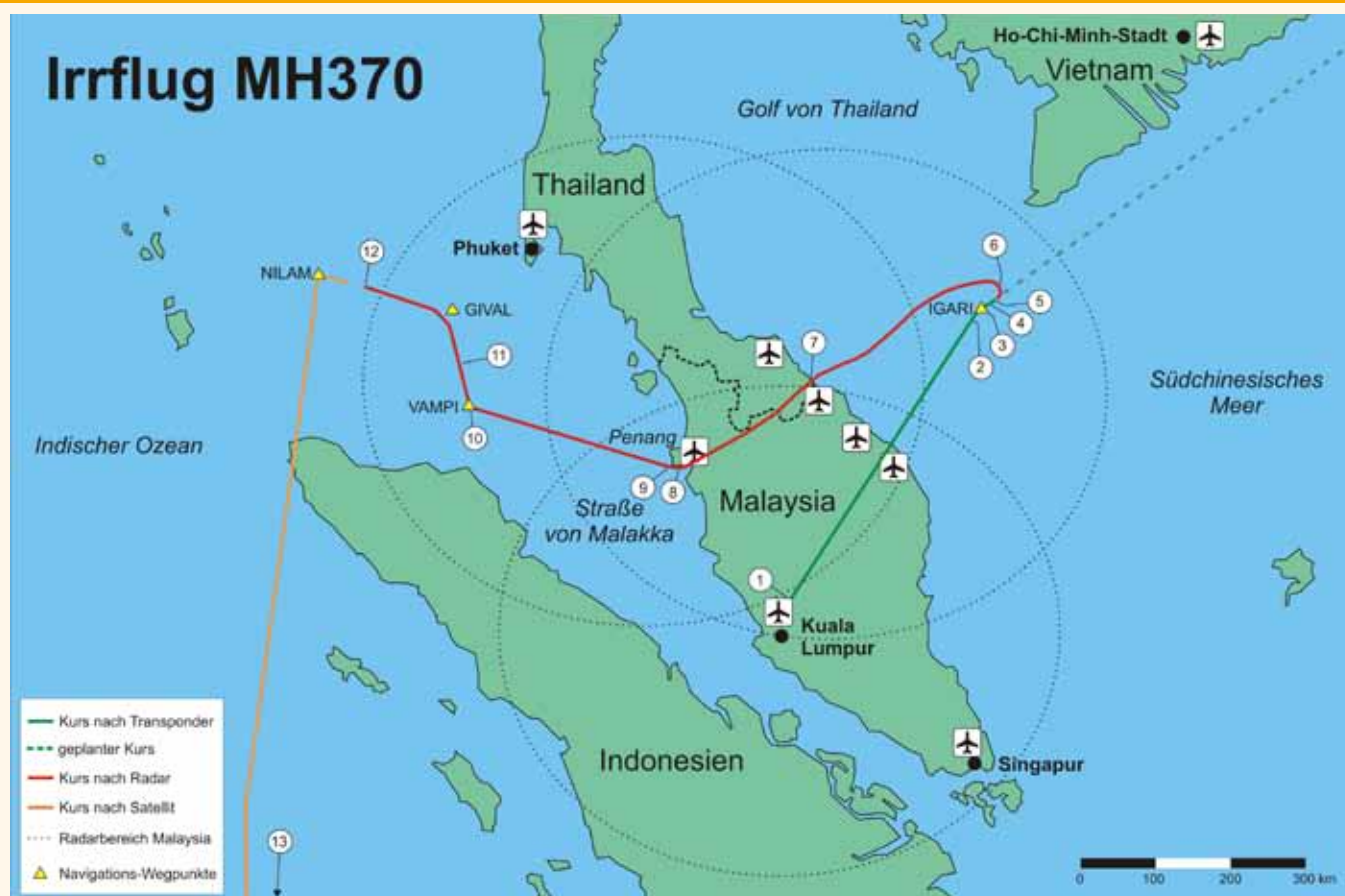 Irrflug MH370
Ho-Chi-Minh-Stadt
Vietnam
Golf von Thailand
Thailand
Phuket
12
6
NILAM
GIVAL
IGARI
5
4
3
2
11
7
VAMPI
10
Südchinesisches
Meer
Indischer Ozean
Penang
9
8
Malaysia
Straße
von Malakka
1
Kuala
Lumpur
Indonesien
Singapur
Kurs nach Transponder
geplanter Kurs
Kurs nach Radar
Kurs nach Satellit
Radarbereich Malaysia
Navigations-Wegpunkte
13
0 100 200 300 km